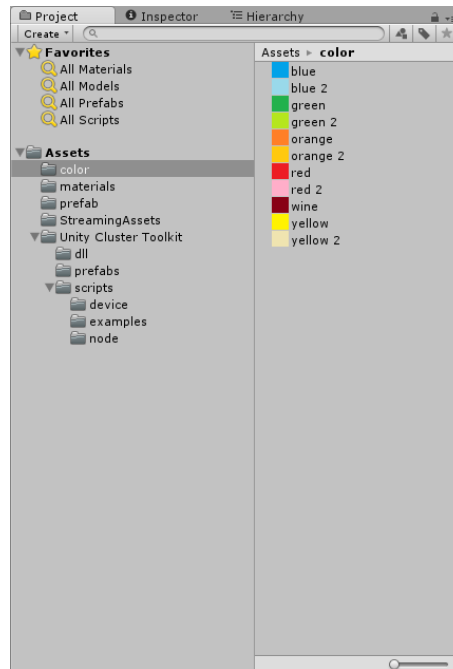 Project Inspector Hierarchy
Create
Favorites
All Materials
All Models
All Prefabs
All Scripts
Assets
color
materials
prefab
StreamingAssets
Unity Cluster Toolkit
dll
prefabs
scripts
device
examples
node
Assets ▸ color
blue
blue 2
green
green 2
orange
orange 2
red
red 2
wine
yellow
yellow 2